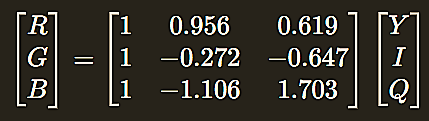 R 1 0.956 0.619 Y
G = 1 −0.272 −0.647 I
B 1 −1.106 1.703 Q